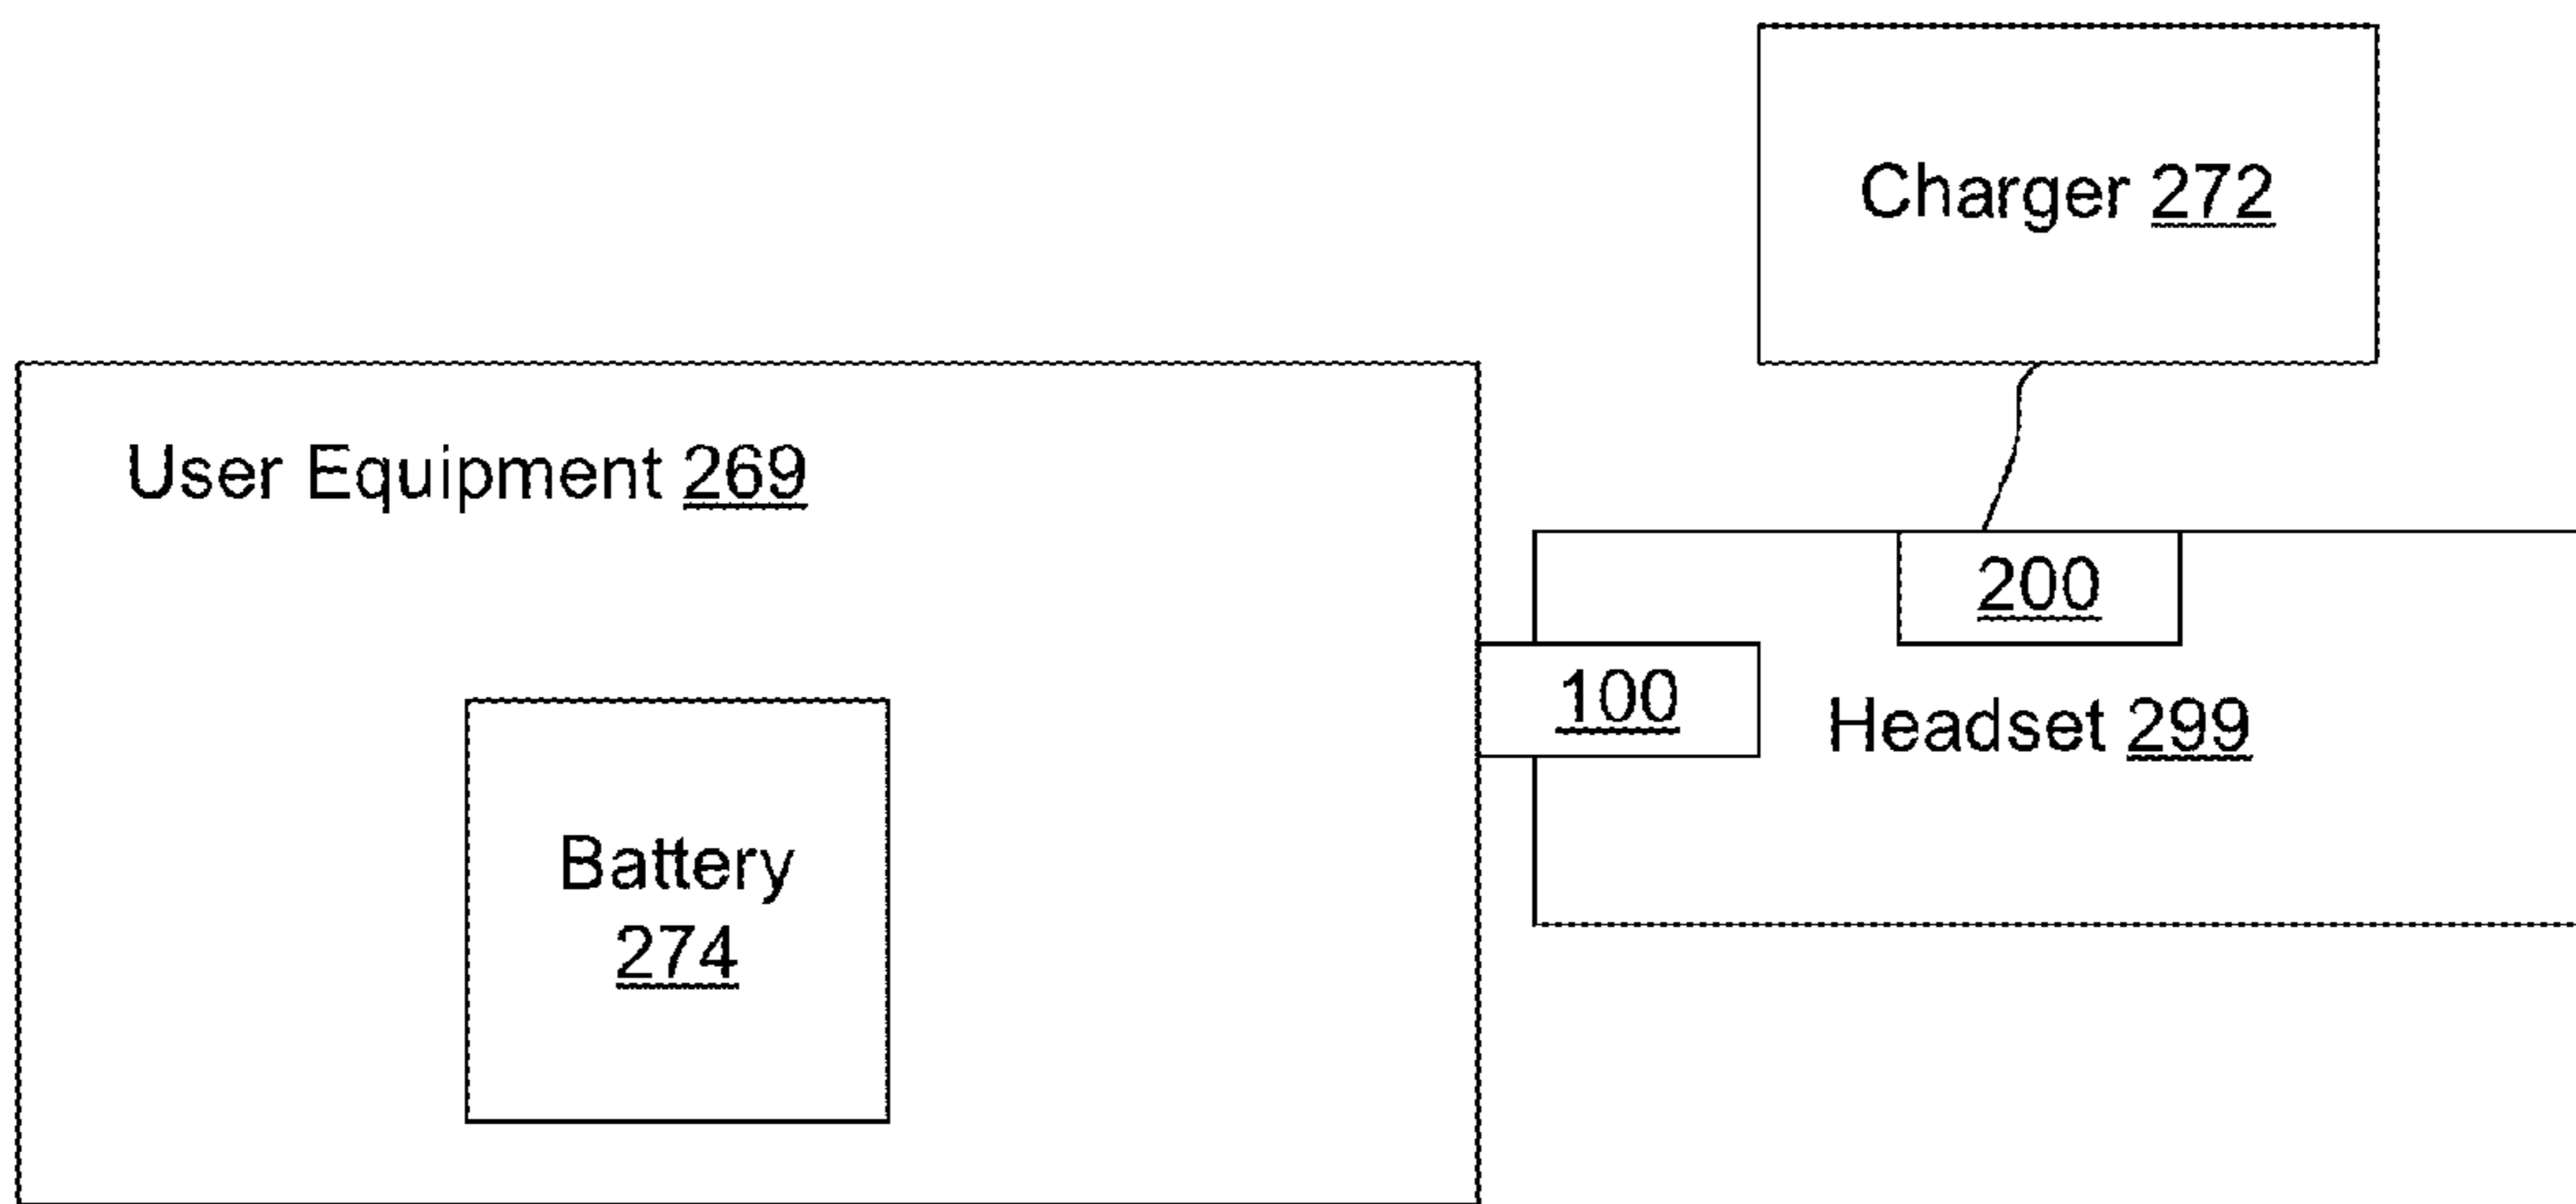 Charger 272
User Equipment 269
200
100
Headset 299
Battery
274